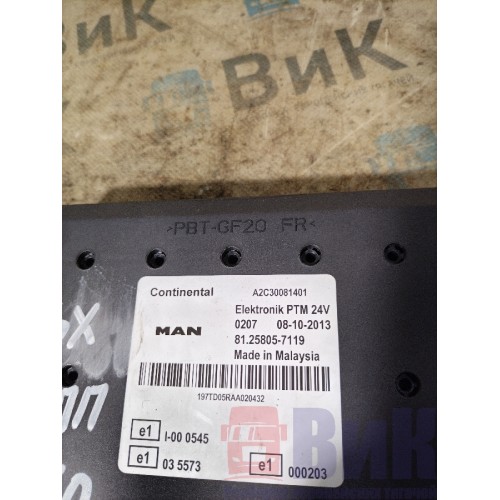 ВиК
ВиК
>PBT-GF20 FR<
Continental A2C30081401
Elektronik PTM 24V
MAN 0207 08-10-2013
81.25805-7119
Made in Malaysia
197TD05RAA020432
e1 I-00 0545
e1 03 5573 e1 000203
ВиК